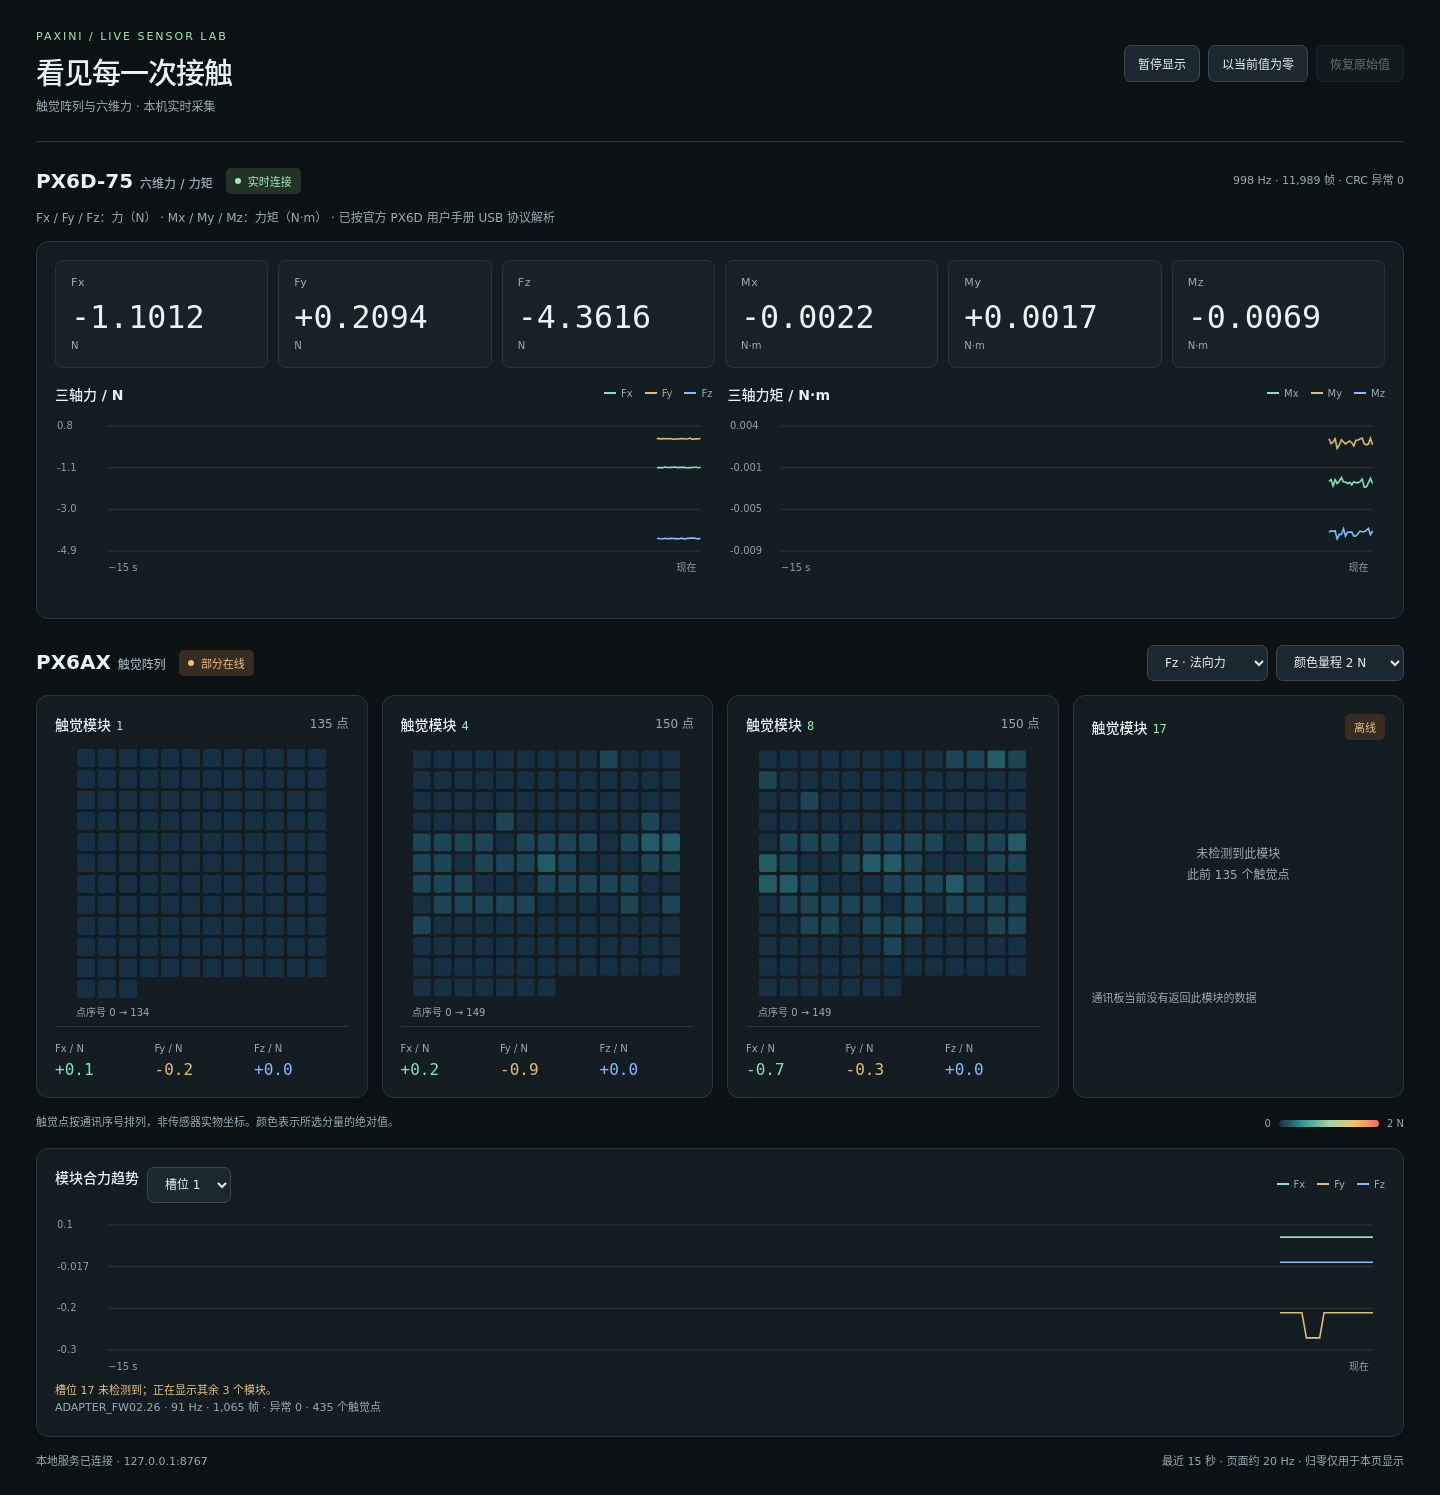 PAXINI / LIVE SENSOR LAB
看见每一次接触
触觉阵列与六维力 · 本机实时采集
暂停显示 以当前值为零 恢复原始值
PX6D-75 六维力 / 力矩 实时连接
998 Hz · 11,989 帧 · CRC 异常 0
Fx / Fy / Fz：力（N） · Mx / My / Mz：力矩（N·m） · 已按官方 PX6D 用户手册 USB 协议解析
Fx Fy Fz Mx My Mz
-1.1012 +0.2094 -4.3616 -0.0022 +0.0017 -0.0069
N N N N·m N·m N·m
三轴力 / N Fx Fy Fz
0.8
-1.1
-3.0
-4.9
−15 s 现在
三轴力矩 / N·m Mx My Mz
0.004
-0.001
-0.005
-0.009
−15 s 现在
PX6AX 触觉阵列 部分在线
Fz · 法向力 颜色量程 2 N
触觉模块 1 135 点
点序号 0 → 134
Fx / N Fy / N Fz / N
+0.1 -0.2 +0.0
触觉模块 4 150 点
点序号 0 → 149
Fx / N Fy / N Fz / N
+0.2 -0.9 +0.0
触觉模块 8 150 点
点序号 0 → 149
Fx / N Fy / N Fz / N
-0.7 -0.3 +0.0
触觉模块 17 离线
未检测到此模块
此前 135 个触觉点
通讯板当前没有返回此模块的数据
触觉点按通讯序号排列，非传感器实物坐标。颜色表示所选分量的绝对值。
0 2 N
模块合力趋势 槽位 1
Fx Fy Fz
0.1
-0.017
-0.2
-0.3
−15 s 现在
槽位 17 未检测到；正在显示其余 3 个模块。
ADAPTER_FW02.26 · 91 Hz · 1,065 帧 · 异常 0 · 435 个触觉点
本地服务已连接 · 127.0.0.1:8767
最近 15 秒 · 页面约 20 Hz · 归零仅用于本页显示